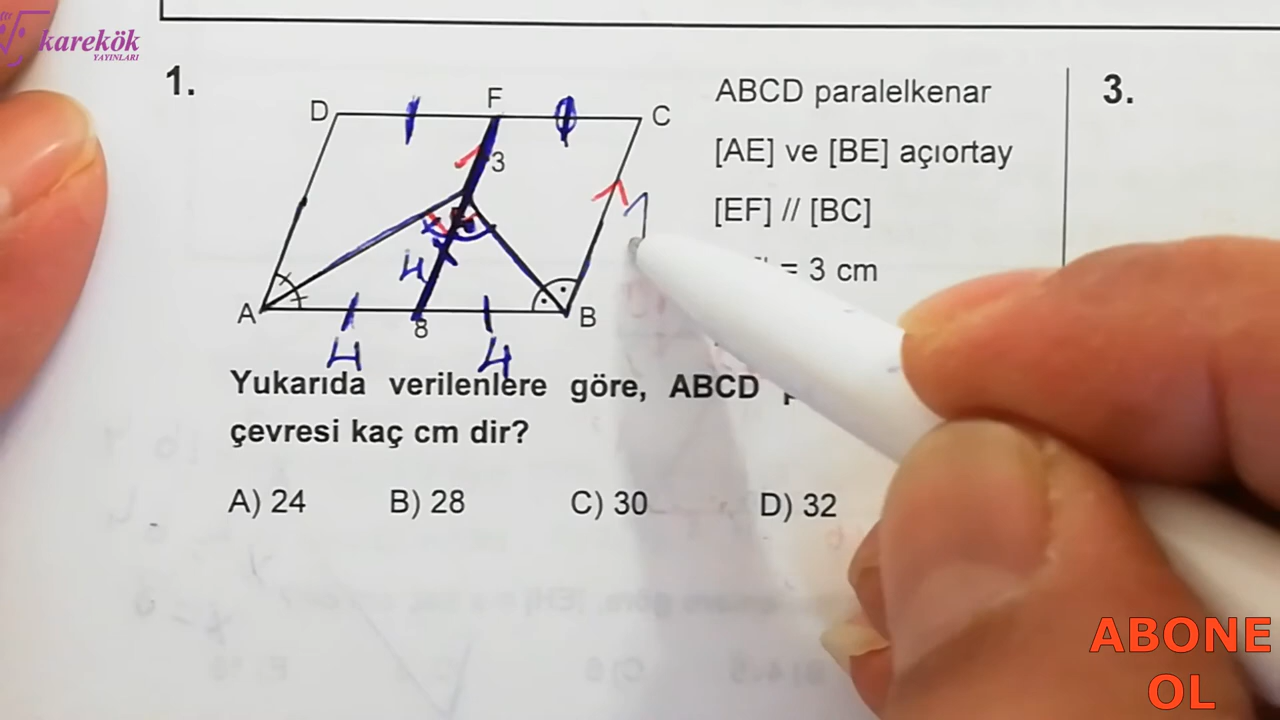 karekök
YAYINLARI
1.
3.
D
F
C
3
A
B
8
4
4
4
7
ABCD paralelkenar
[AE] ve [BE] açıortay
[EF] // [BC]
= 3 cm
Yukarıda verilenlere göre, ABCD
çevresi kaç cm dir?
A) 24 B) 28 C) 30 D) 32
ABONE
OL